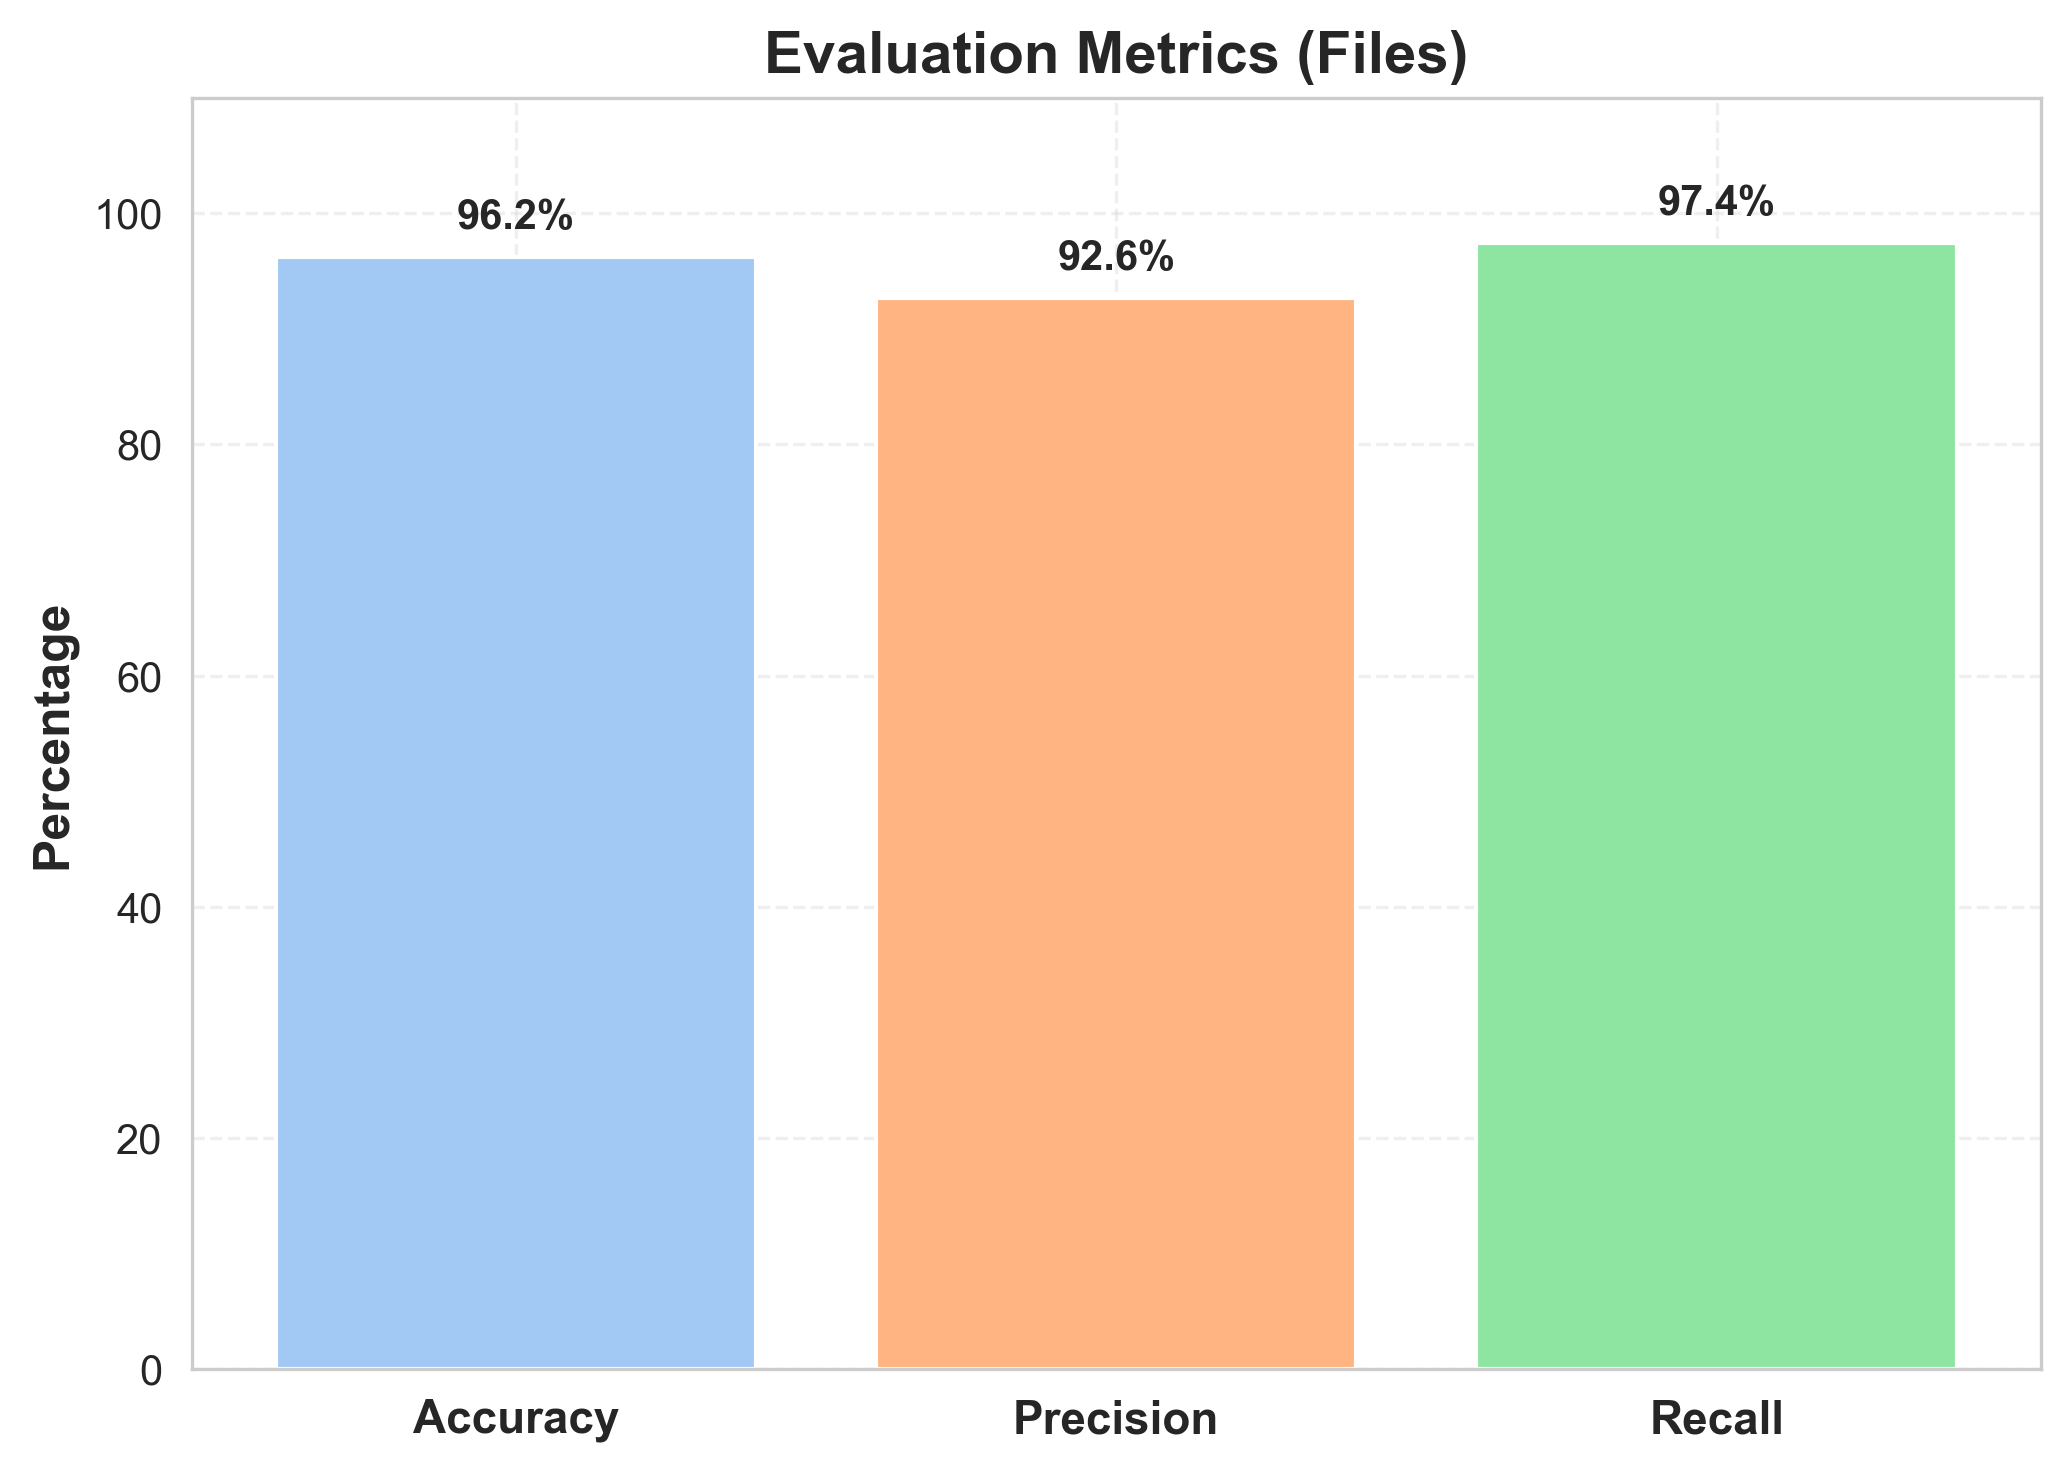 Evaluation Metrics (Files)
96.2%
92.6%
97.4%
100
80
60
40
20
0
Percentage
Accuracy
Precision
Recall